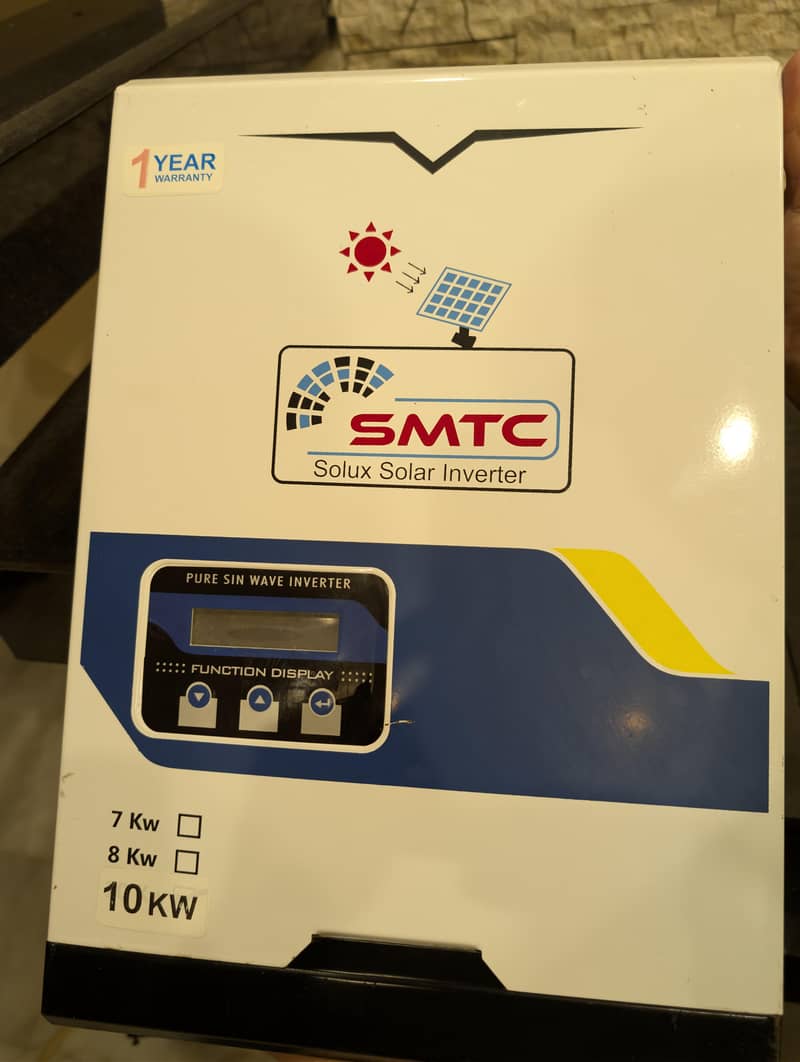 1 YEAR
WARRANTY
SMTC
Solux Solar Inverter
PURE SIN WAVE INVERTER
FUNCTION DISPLAY
7 Kw
8 Kw
10 KW